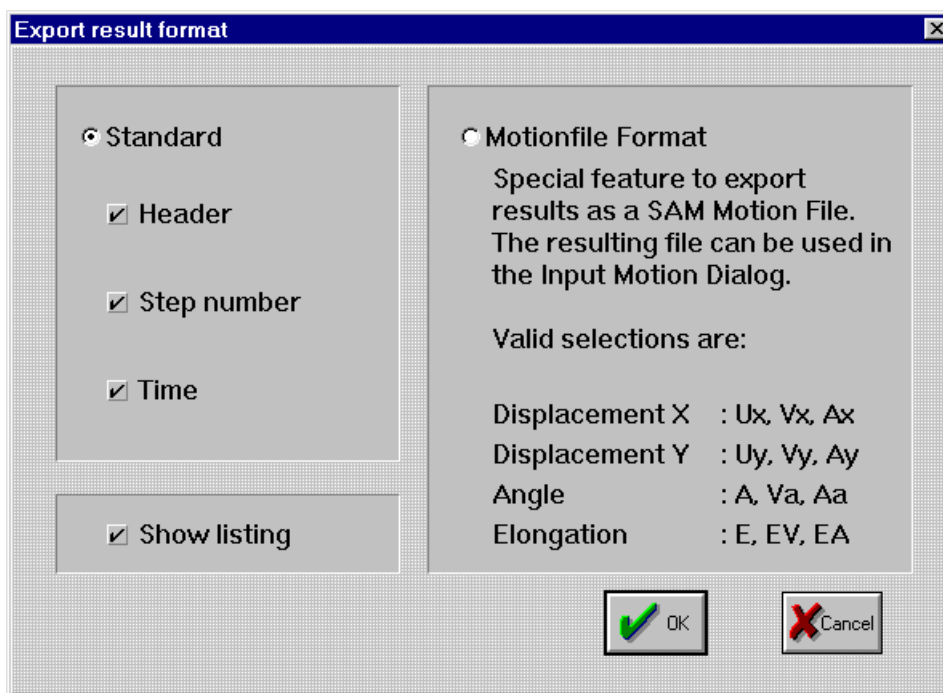 Export result format
Standard
Header
Step number
Time
Show listing
Motionfile Format
Special feature to export
results as a SAM Motion File.
The resulting file can be used in
the Input Motion Dialog.
Valid selections are:
Displacement X : Ux, Vx, Ax
Displacement Y : Uy, Vy, Ay
Angle : A, Va, Aa
Elongation : E, EV, EA
OK
Cancel